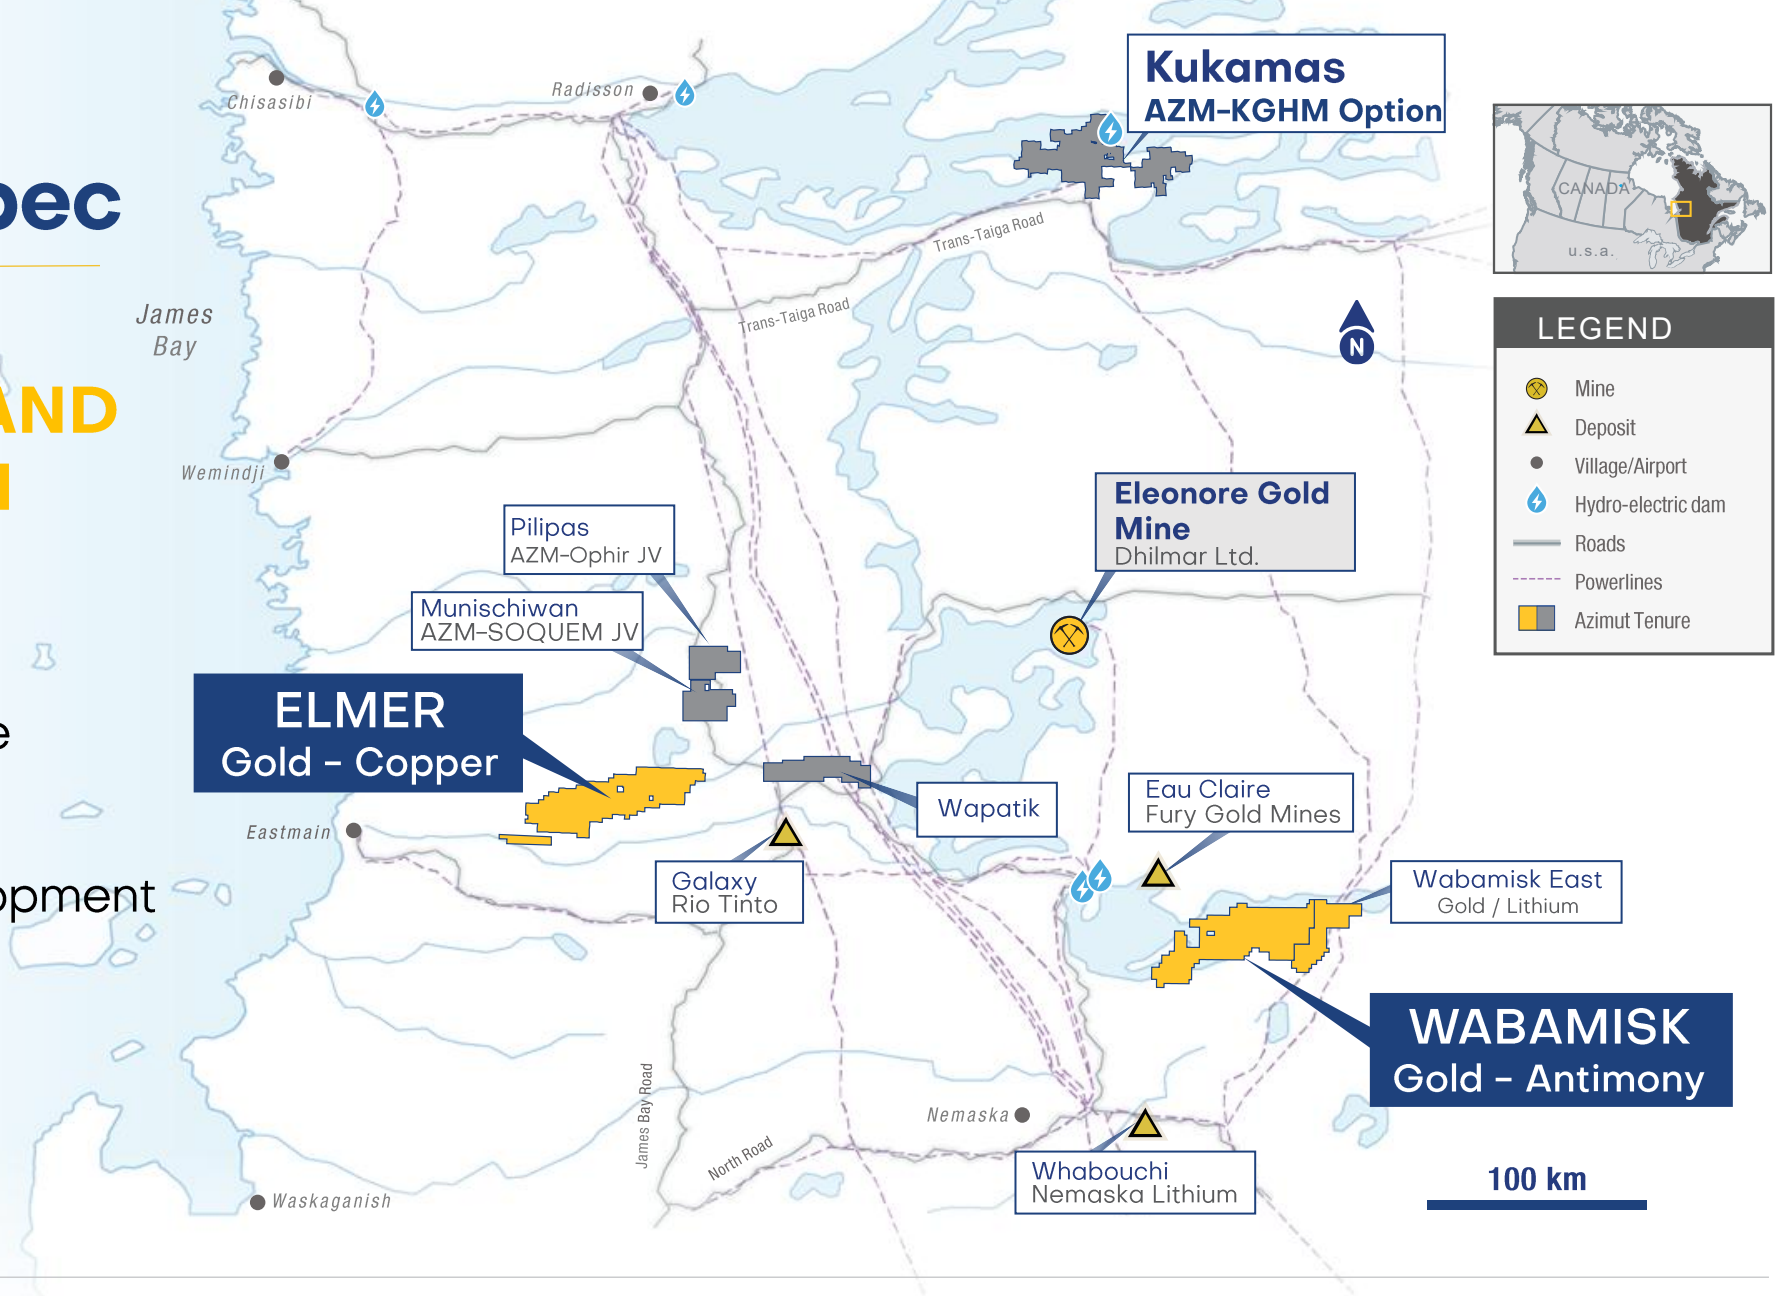 Kukamas
AZM-KGHM Option
Radisson
Chisasibi
CANADA
u.s.a.
James
Bay
Trans-Taiga Road
Trans-Taiga Road
N
LEGEND
Mine
Deposit
Village/Airport
Hydro-electric dam
Roads
Powerlines
Azimut Tenure
AND
Wemindji
Eleonore Gold
Mine
Dhilmar Ltd.
Pilipas
AZM-Ophir JV
Munischiwan
AZM-SOQUEM JV
ELMER
Gold - Copper
Wapatik
Eau Claire
Fury Gold Mines
Eastmain
Galaxy
Rio Tinto
Wabamisk East
Gold / Lithium
opment
WABAMISK
Gold - Antimony
James Bay Road
North Road
Nemaska
Whabouchi
Nemaska Lithium
Waskaganish
100 km